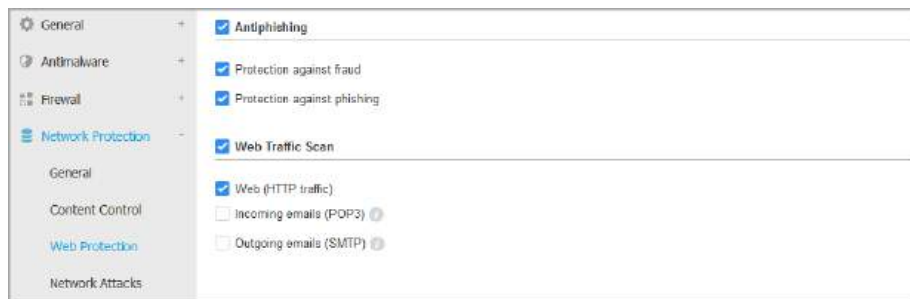 General
Antimalware
Firewall
Network Protection
General
Content Control
Web Protection
Network Attacks
Antiphishing
Protection against fraud
Protection against phishing
Web Traffic Scan
Web (HTTP traffic)
Incoming emails (POP3)
Outgoing emails (SMTP)